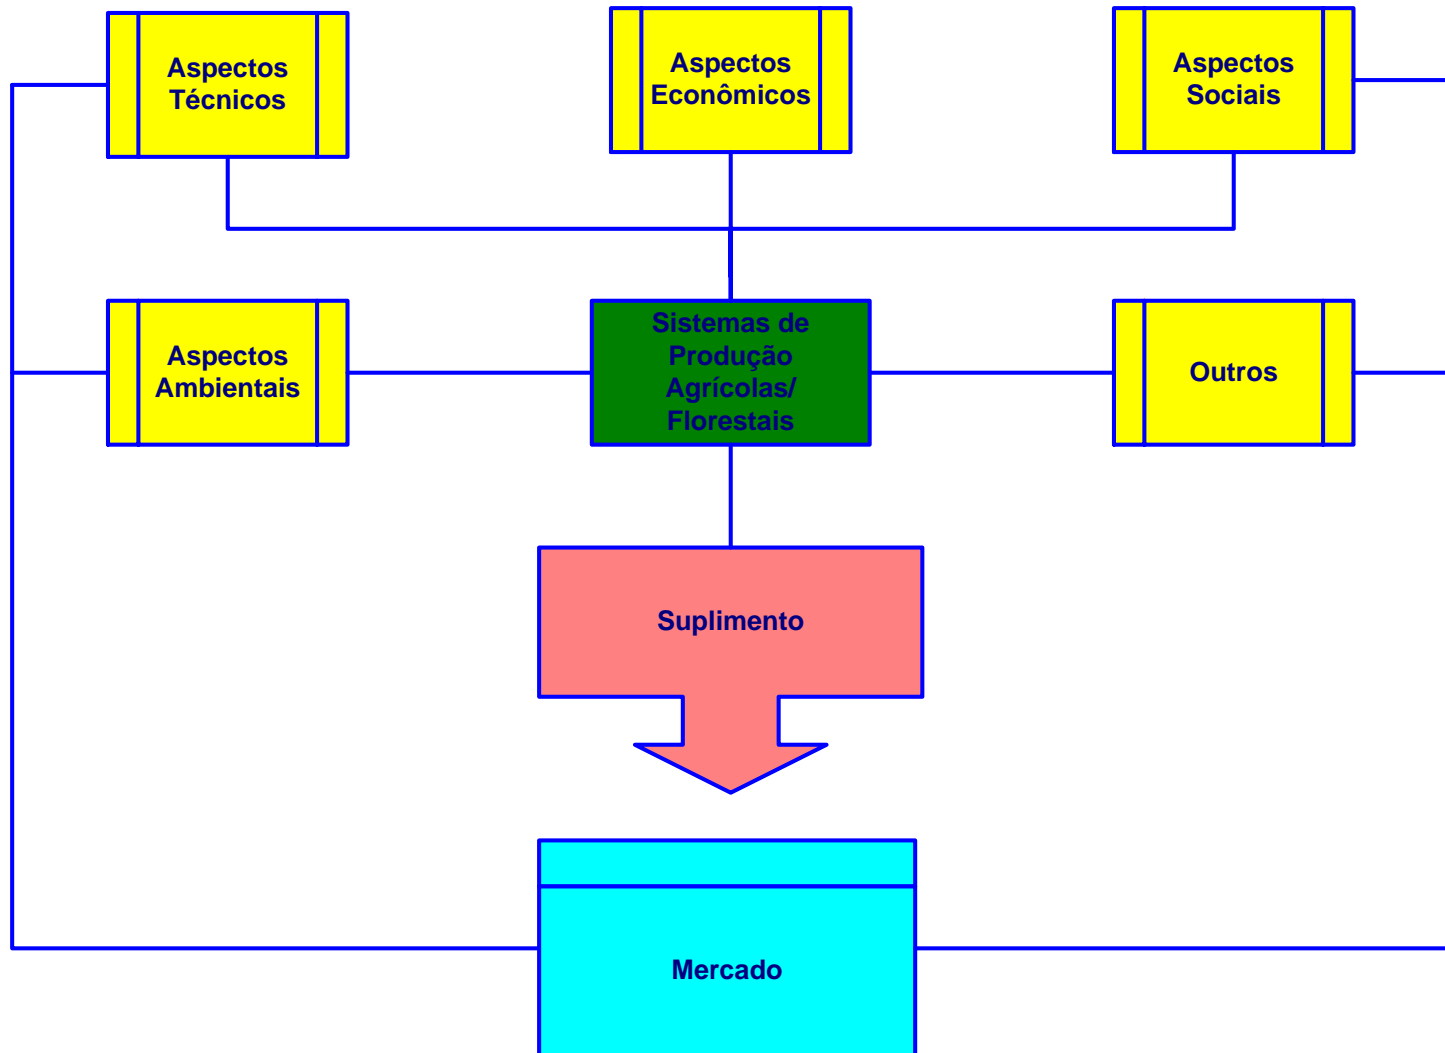 Aspectos
Técnicos
Aspectos
Econômicos
Aspectos
Sociais
Aspectos
Ambientais
Sistemas de
Produção
Agrícolas/
Florestais
Outros
Suplimento
Mercado